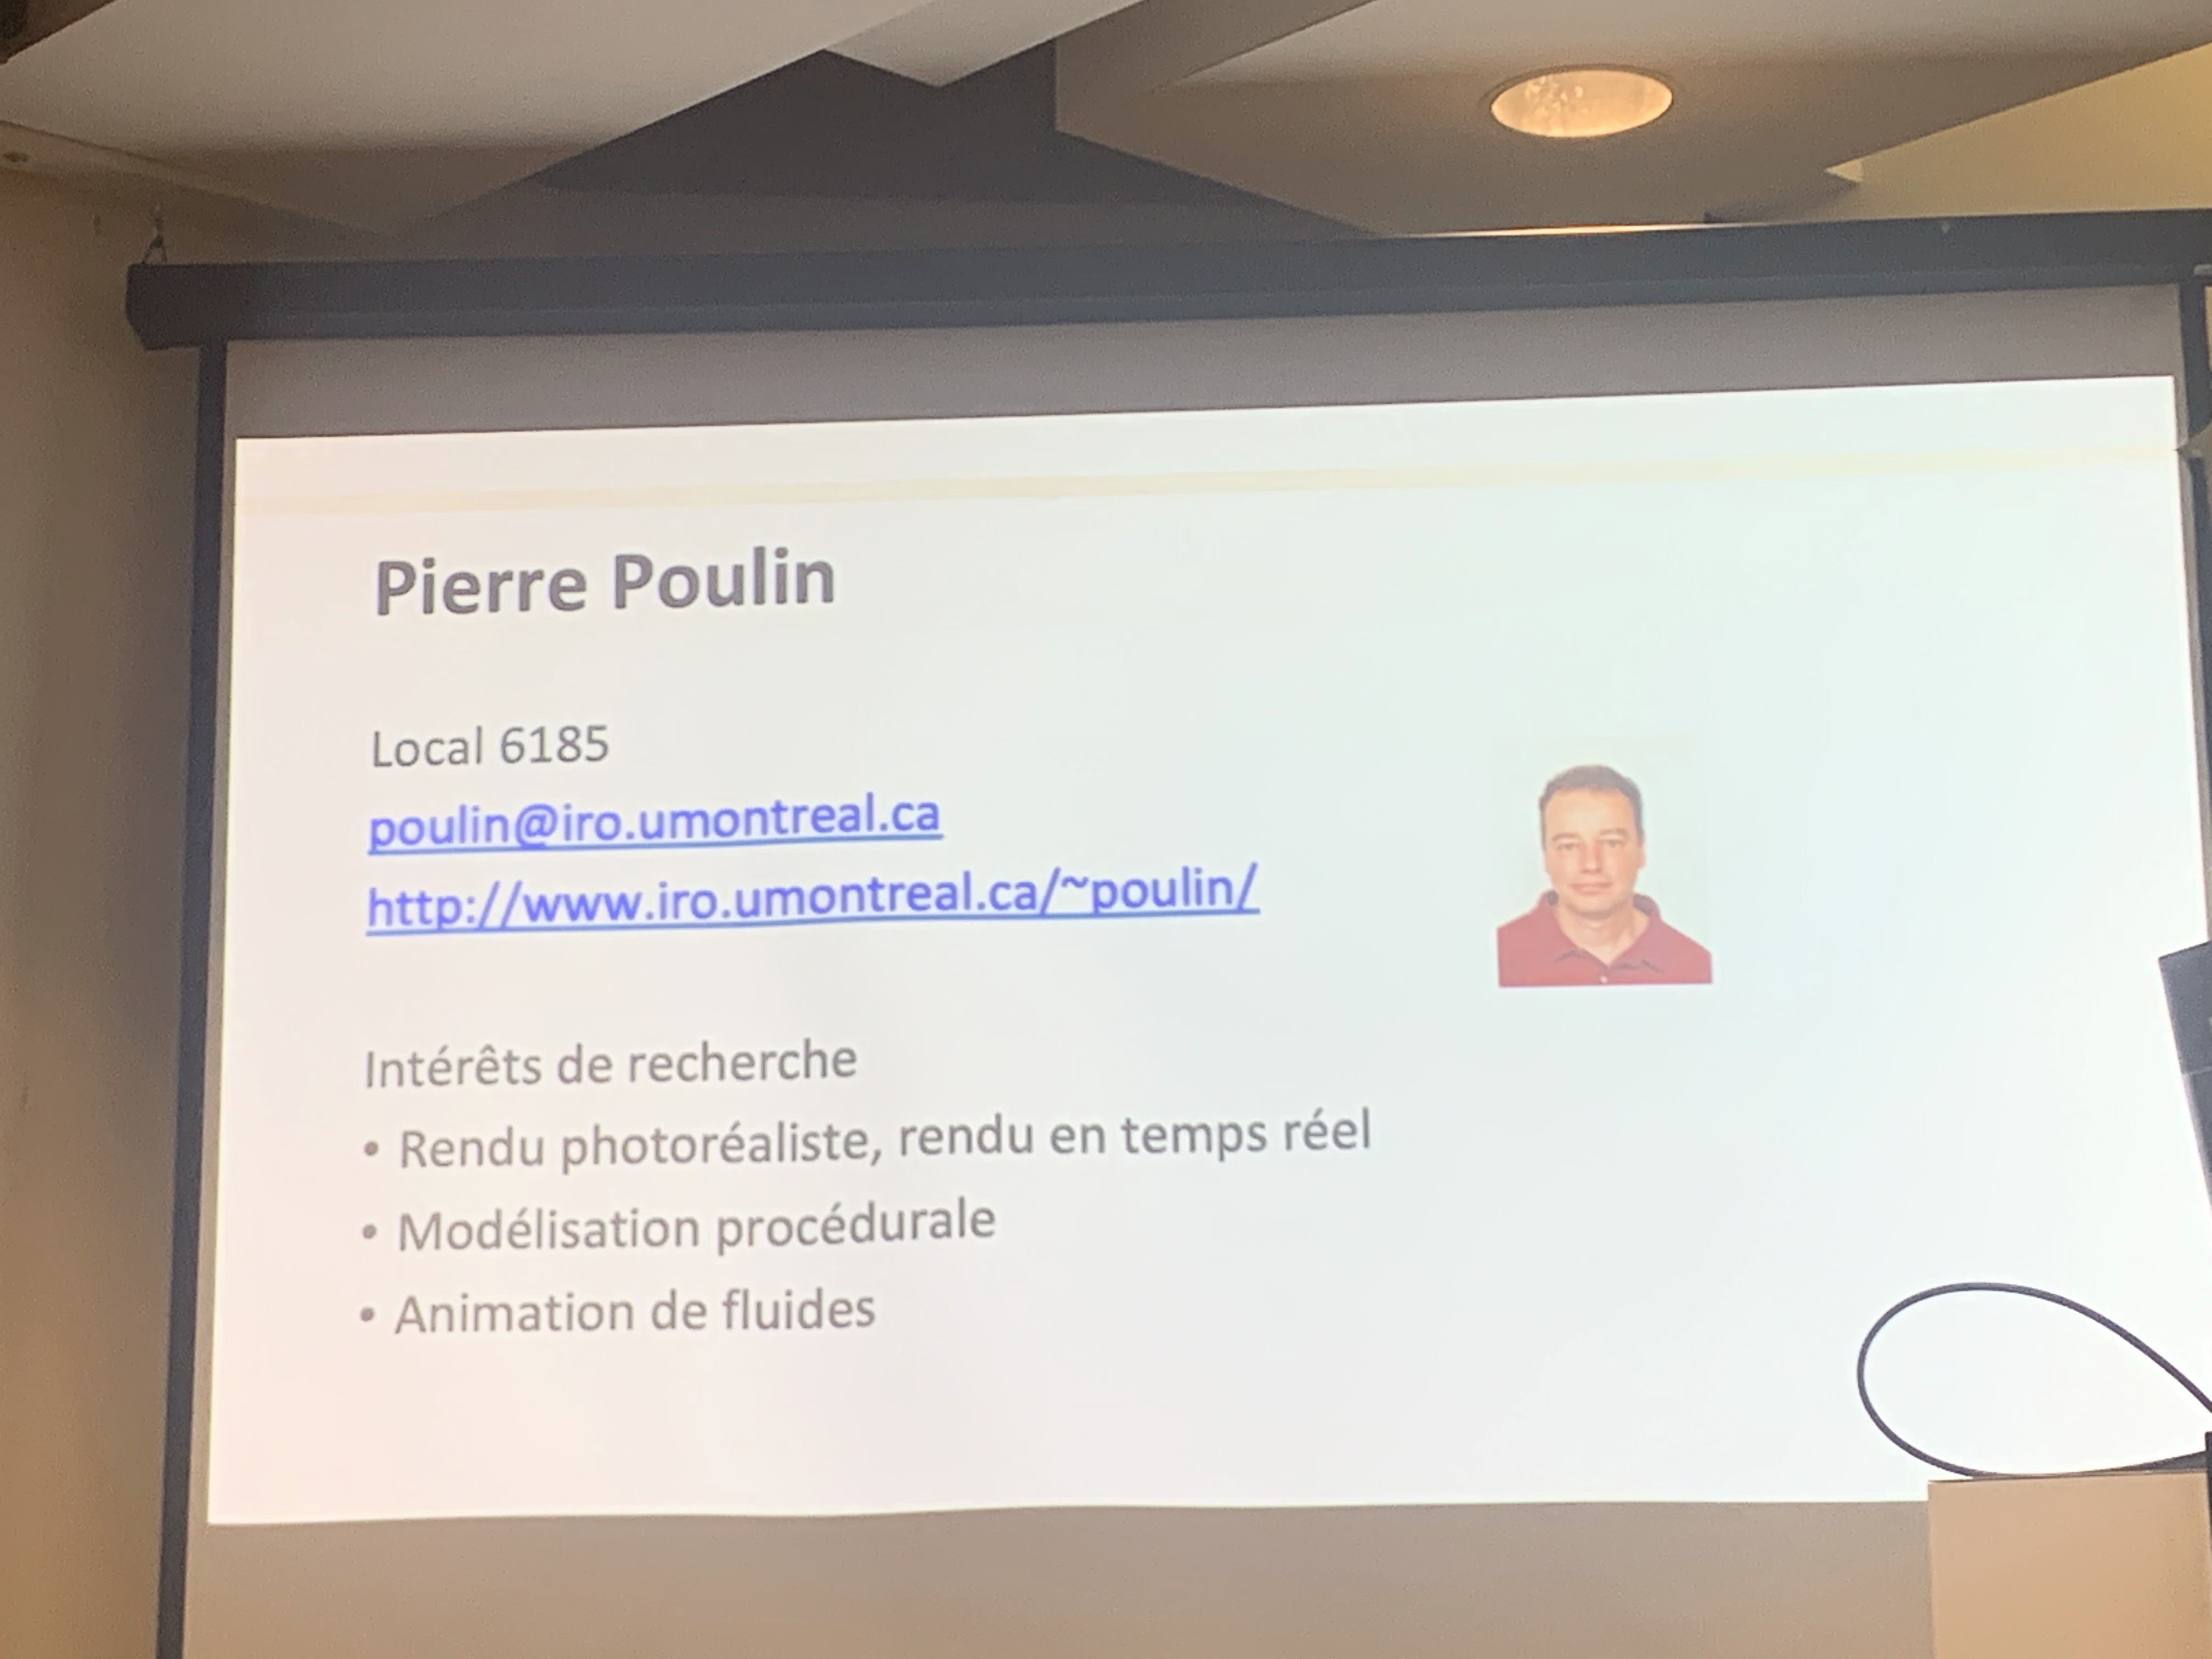 Pierre Poulin
Local 6185
poulin@iro.umontreal.ca
http://www.iro.umontreal.ca/~poulin/
Intérêts de recherche
• Rendu photoréaliste, rendu en temps réel
• Modélisation procédurale
• Animation de fluides